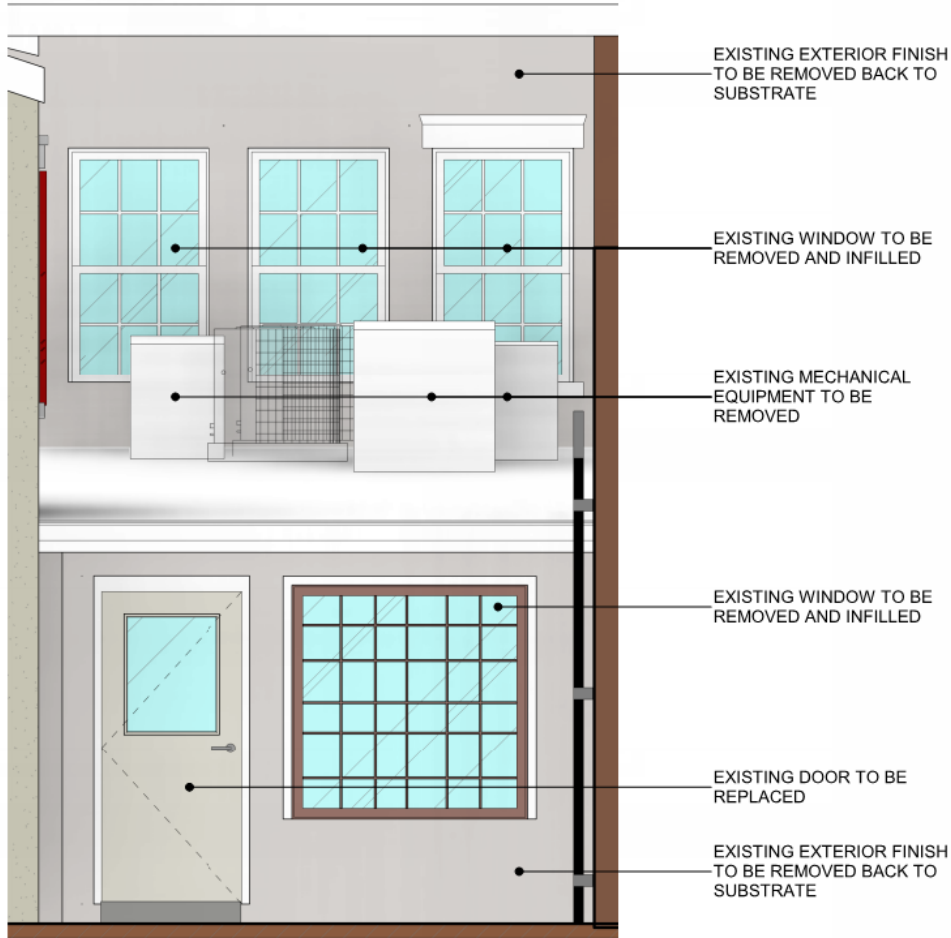 EXISTING EXTERIOR FINISH
TO BE REMOVED BACK TO
SUBSTRATE
EXISTING WINDOW TO BE
REMOVED AND INFILLED
EXISTING MECHANICAL
EQUIPMENT TO BE
REMOVED
EXISTING WINDOW TO BE
REMOVED AND INFILLED
EXISTING DOOR TO BE
REPLACED
EXISTING EXTERIOR FINISH
TO BE REMOVED BACK TO
SUBSTRATE